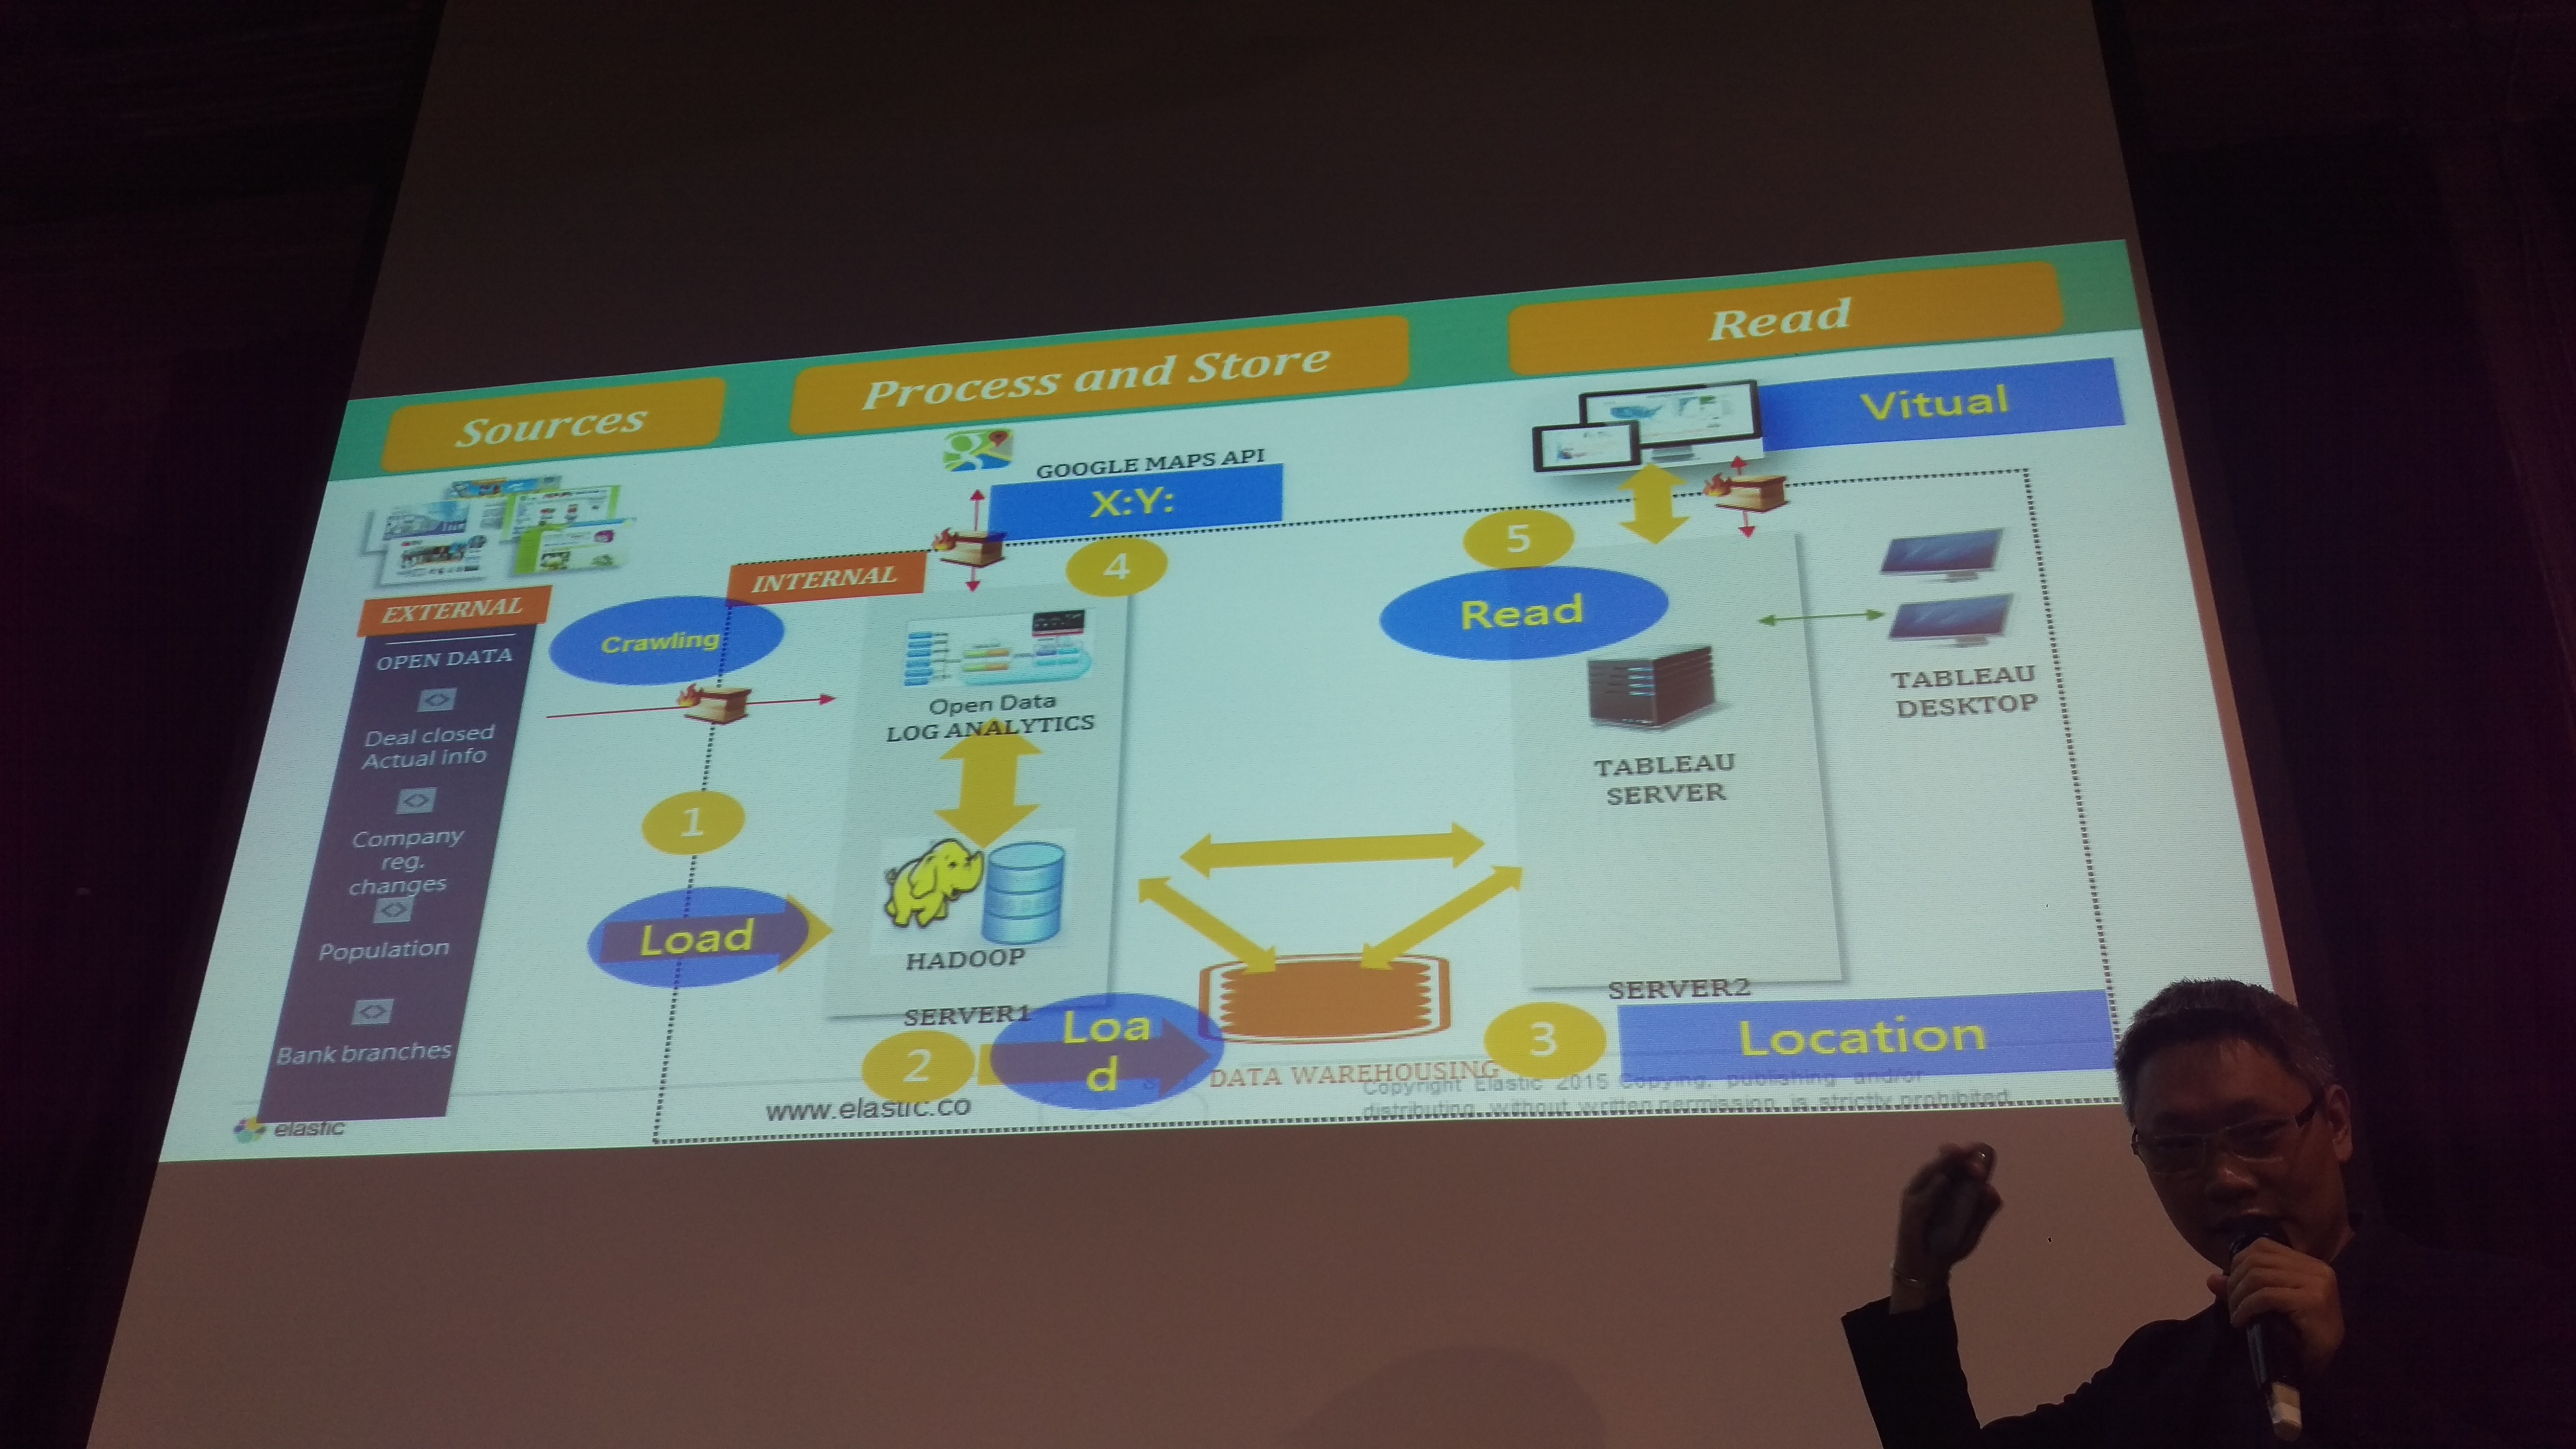 Sources
Process and Store
Read
Vitual
GOOGLE MAPS API
X:Y:
4
5
INTERNAL
EXTERNAL
OPEN DATA
<>
Deal closed
Actual info
<>
Company
reg.
changes
<>
Population
<>
Bank branches
Crawling
1
Load
Open Data
LOG ANALYTICS
HADOOP
SERVER1
2
Loa
d
DATA WAREHOUSING
3
Location
Read
TABLEAU
SERVER
SERVER2
TABLEAU
DESKTOP
elastic
www.elastic.co
Copyright Elastic 2015 Copying, publishing and/or
distributing without written permission is strictly prohibited